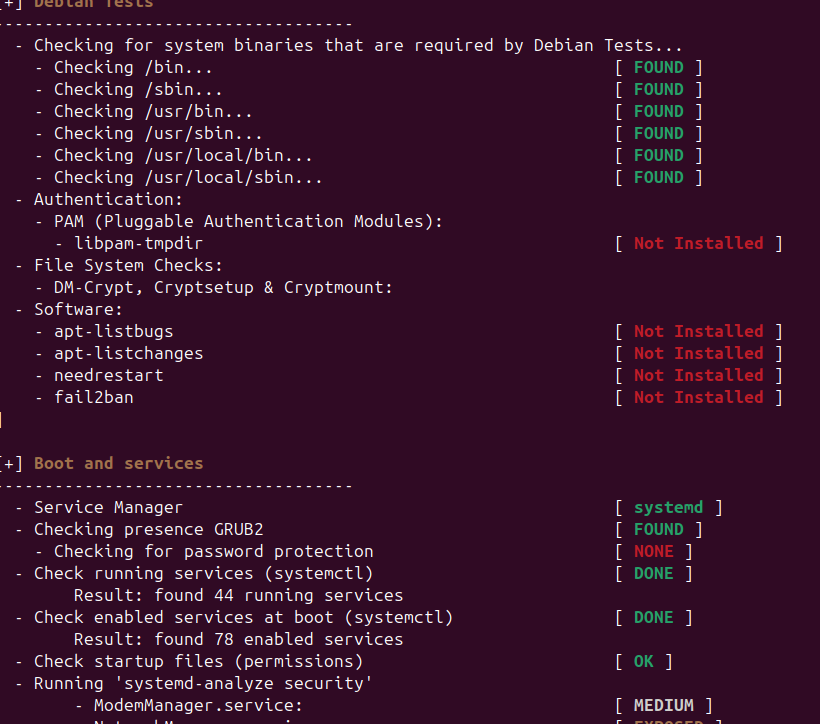 [+] Debian Tests
------------------------------------
- Checking for system binaries that are required by Debian Tests...
- Checking /bin... [ FOUND ]
- Checking /sbin... [ FOUND ]
- Checking /usr/bin... [ FOUND ]
- Checking /usr/sbin... [ FOUND ]
- Checking /usr/local/bin... [ FOUND ]
- Checking /usr/local/sbin... [ FOUND ]
- Authentication:
- PAM (Pluggable Authentication Modules):
- libpam-tmpdir [ Not Installed ]
- File System Checks:
- DM-Crypt, Cryptsetup & Cryptmount:
- Software:
- apt-listbugs [ Not Installed ]
- apt-listchanges [ Not Installed ]
- needrestart [ Not Installed ]
- fail2ban [ Not Installed ]
]
[+] Boot and services
------------------------------------
- Service Manager [ systemd ]
- Checking presence GRUB2 [ FOUND ]
- Checking for password protection [ NONE ]
- Check running services (systemctl) [ DONE ]
Result: found 44 running services
- Check enabled services at boot (systemctl) [ DONE ]
Result: found 78 enabled services
- Check startup files (permissions) [ OK ]
- Running 'systemd-analyze security'
- ModemManager.service: [ MEDIUM ]